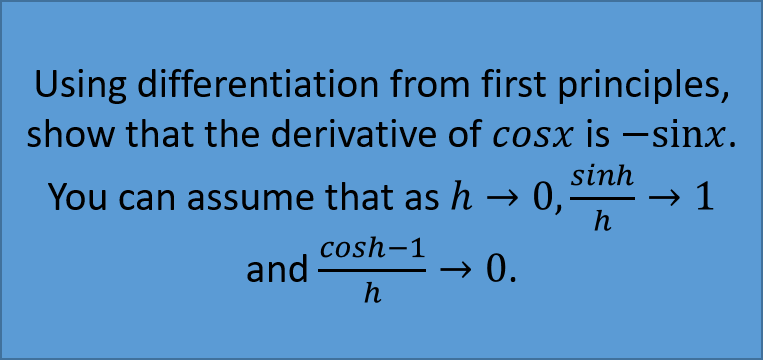 Using differentiation from first principles,
show that the derivative of cosx is −sinx.
You can assume that as h → 0, sinh/h → 1
and cosh−1/h → 0.